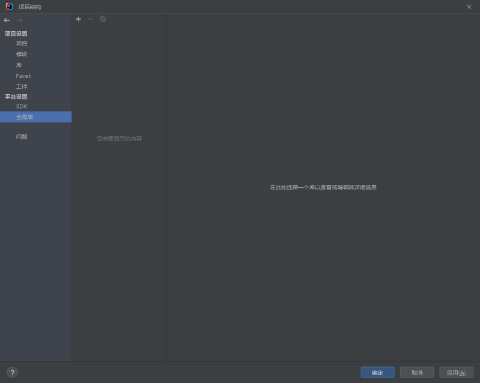 项目结构
项目设置
项目
模块
库
Facet
工件
平台设置
SDK
全局库
问题
没有要显示的内容
在此处选择一个库以查看或编辑其详细信息
?
确定
取消
应用(A)